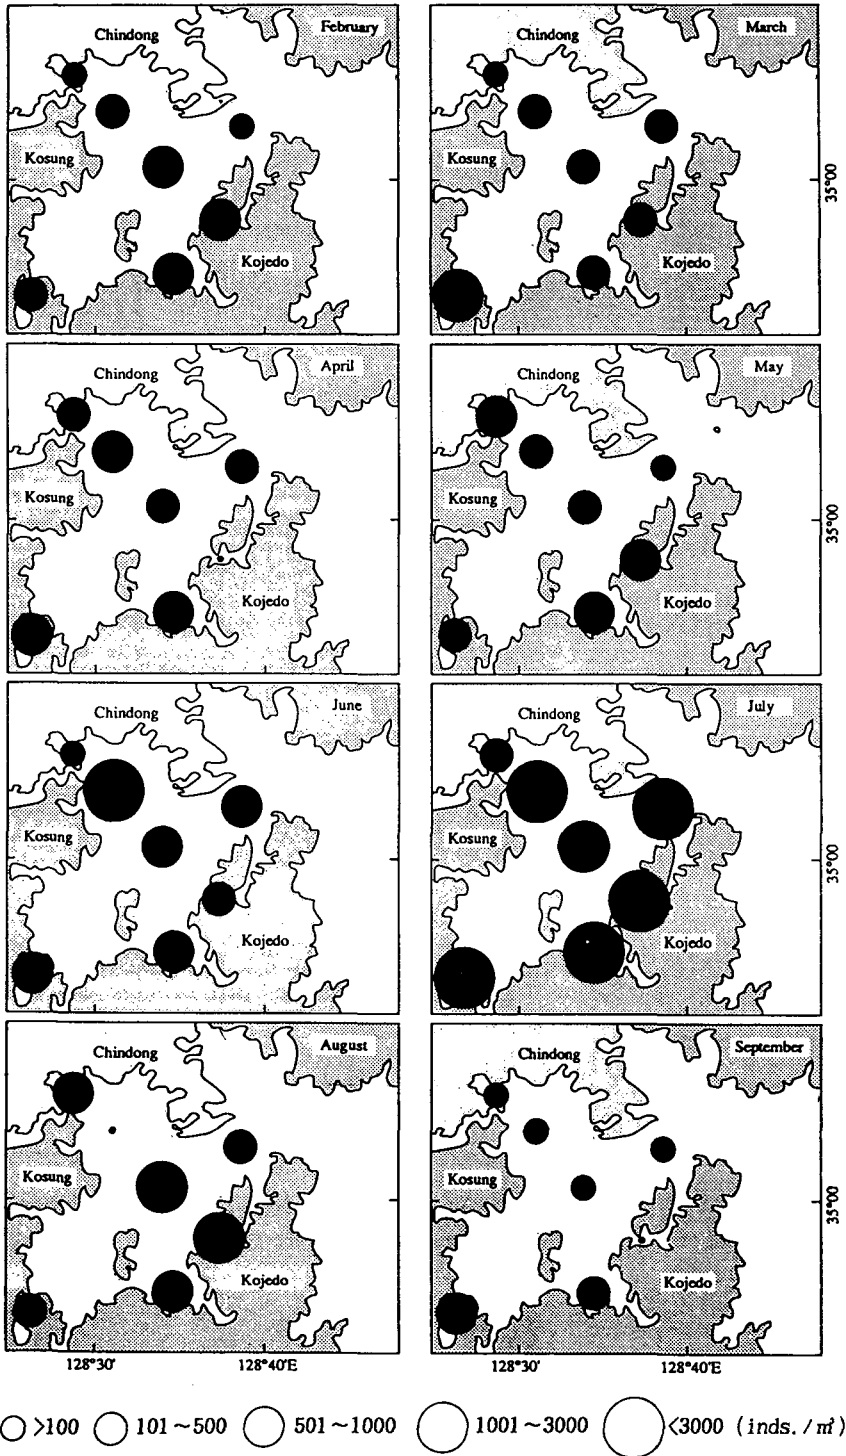 Chindong February
Kosung
Kojedo
Chindong March
Kosung
35°00
Kojedo
Chindong April
Kosung
Kojedo
Chindong May
Kosung
35°00
Kojedo
Chindong June
Kosung
Kojedo
Chindong July
Kosung
35°00
Kojedo
Chindong August
Kosung
Kojedo
128°30' 128°40'E
Chindong September
Kosung
35°00
Kojedo
128°30' 128°40'E
>100 101~500 501~1000 1001~3000 <3000 (inds./㎥)